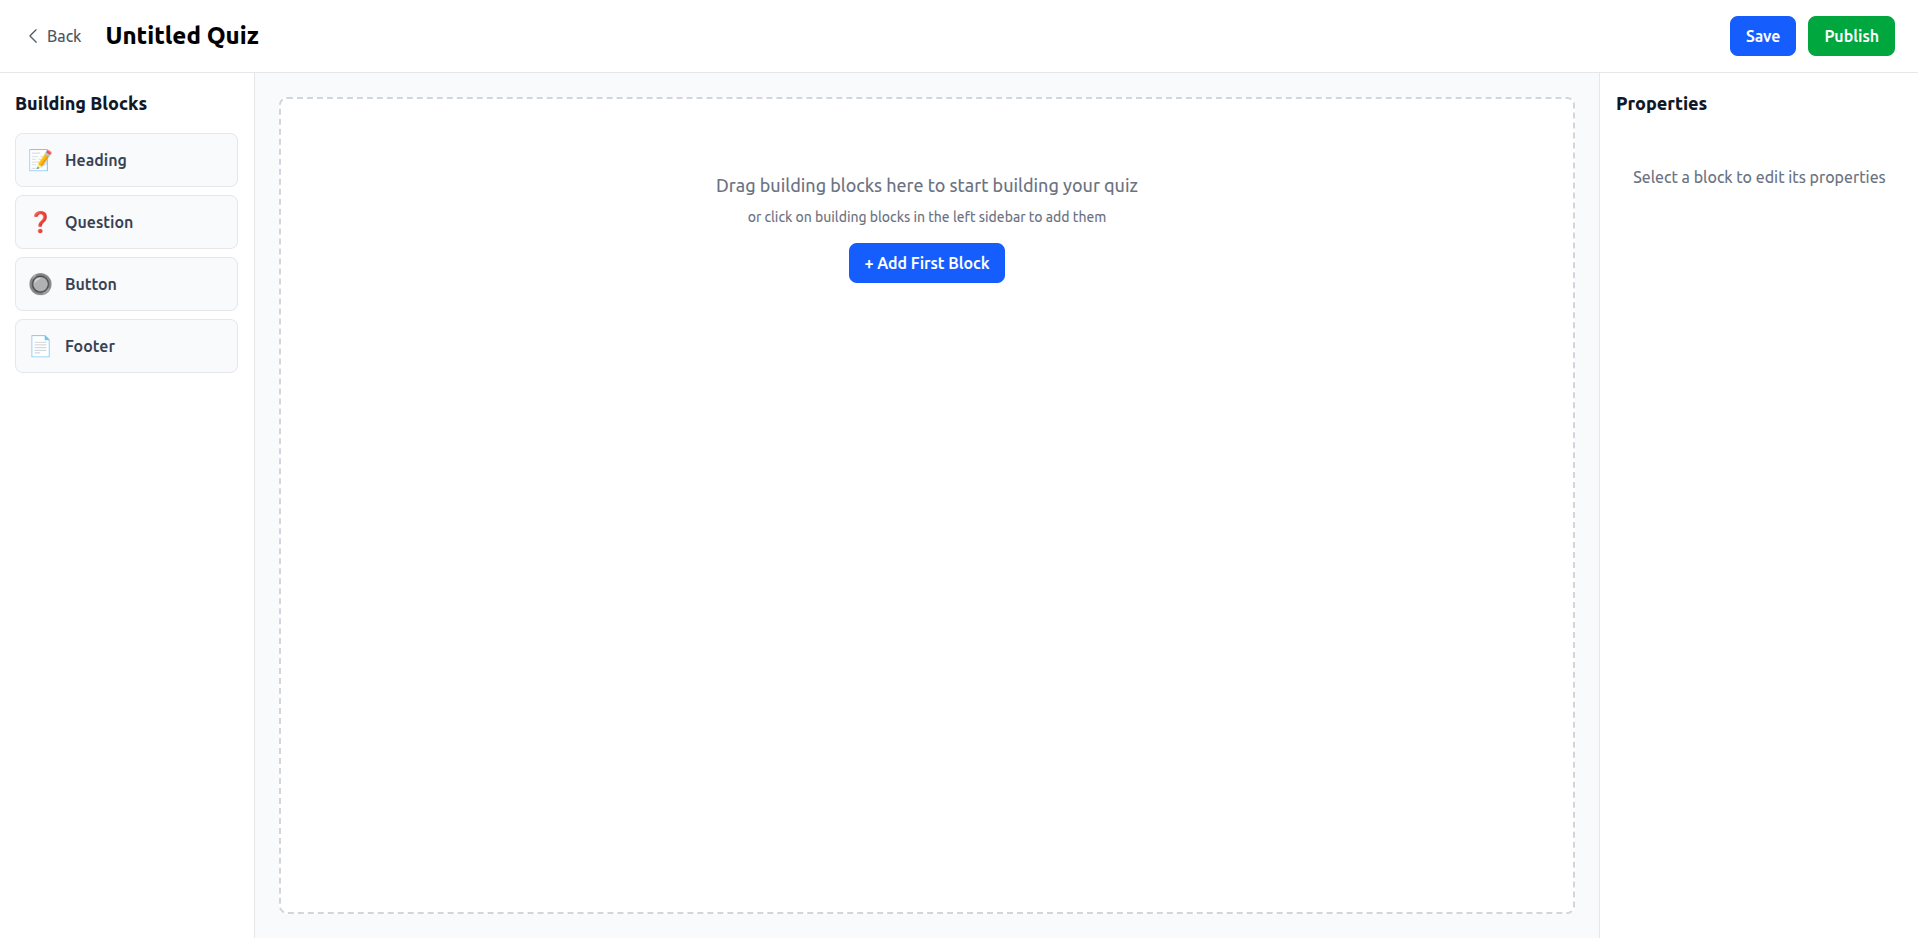 Back
Untitled Quiz
Save
Publish
Building Blocks
Heading
Question
Button
Footer
Drag building blocks here to start building your quiz
or click on building blocks in the left sidebar to add them
+ Add First Block
Properties
Select a block to edit its properties